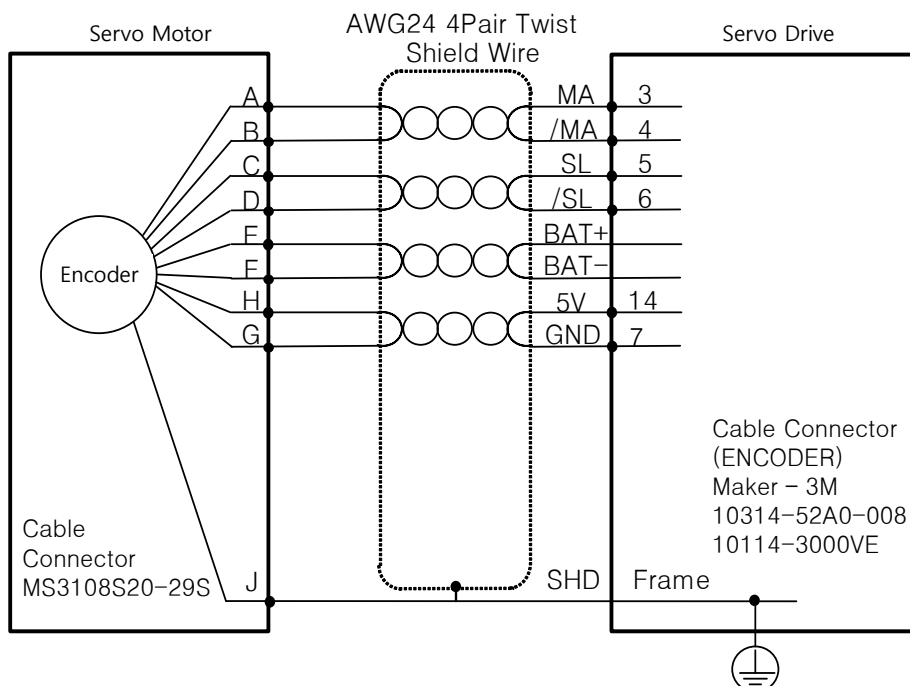 Servo Motor
AWG24 4Pair Twist
Shield Wire
Servo Drive
A
MA
3
B
/MA
4
C
SL
5
D
/SL
6
E
BAT+
F
BAT-
Encoder
H
5V
14
G
GND
7
Cable Connector
(ENCODER)
Maker - 3M
10314-52A0-008
10114-3000VE
Cable
Connector
MS3108S20-29S
J
SHD
Frame